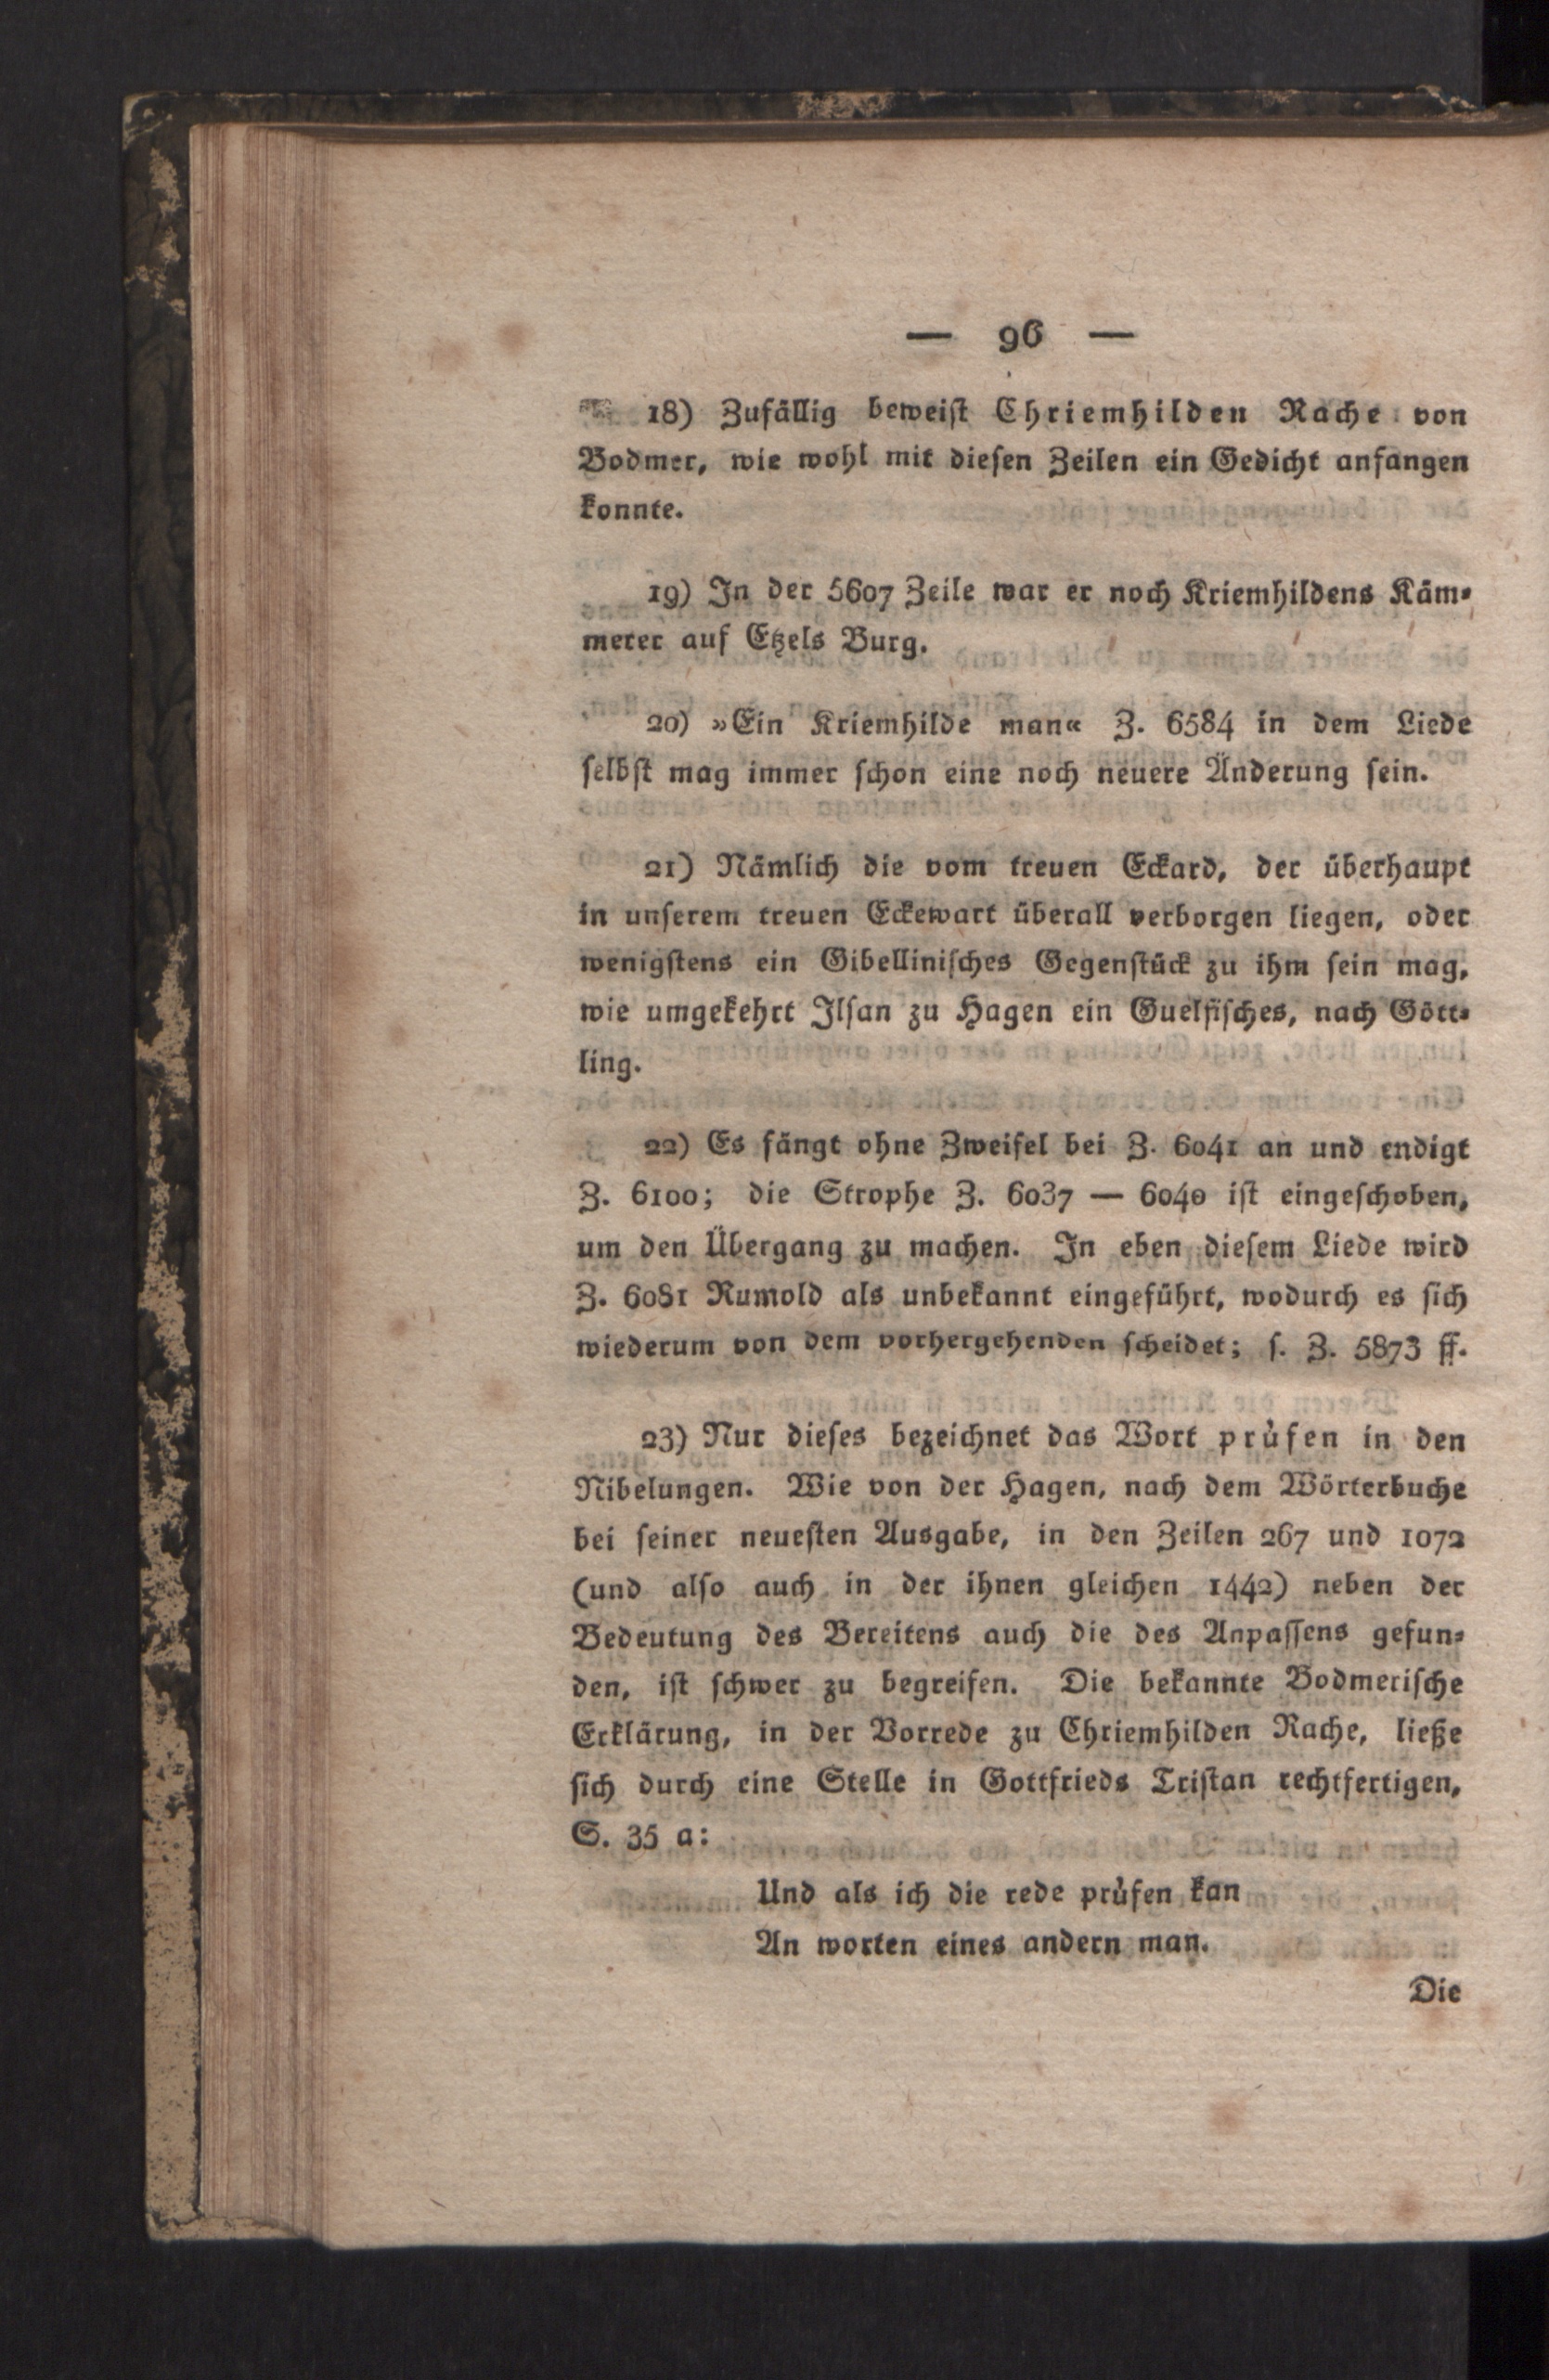 — 96 —
18) Zufällig beweiſt Chriemhilden Rache von
Bodmer, wie wohl mit dieſen Zeilen ein Gedicht anfangen
konnte.
19) In der 5607 Zeile war er noch Kriemhildens Käm⸗
merer auf Etzels Burg.
20) »Ein Kriemhilde man« Z. 6584 in dem Liede
ſelbſt mag immer ſchon eine noch neuere Änderung ſein.
21) Nämlich die vom treuen Eckard, der überhaupt
in unſerem treuen Eckewart überall verborgen liegen, oder
wenigſtens ein Gibelliniſches Gegenſtück zu ihm ſein mag,
wie umgekehrt Ilſan zu Hagen ein Guelfiſches, nach Gött⸗
ling.
22) Es fängt ohne Zweifel bei Z. 6041 an und endigt
Z. 6100; die Strophe Z. 6037 — 6040 iſt eingeſchoben,
um den Übergang zu machen. In eben dieſem Liede wird
Z. 6081 Rumold als unbekannt eingeführt, wodurch es ſich
wiederum von dem vorhergehenden ſcheidet; ſ. Z. 5873 ff.
23) Nur dieſes bezeichnet das Wort pruͤfen in den
Nibelungen. Wie von der Hagen, nach dem Wörterbuche
bei ſeiner neueſten Ausgabe, in den Zeilen 267 und 1072
(und alſo auch in der ihnen gleichen 1442) neben der
Bedeutung des Bereitens auch die des Anpaſſens gefun⸗
den, iſt ſchwer zu begreifen. Die bekannte Bodmeriſche
Erklärung, in der Vorrede zu Chriemhilden Rache, ließe
ſich durch eine Stelle in Gottfrieds Triſtan rechtfertigen,
S. 35 a:
Und als ich die rede pruͤfen kan
An worten eines andern man.
Die